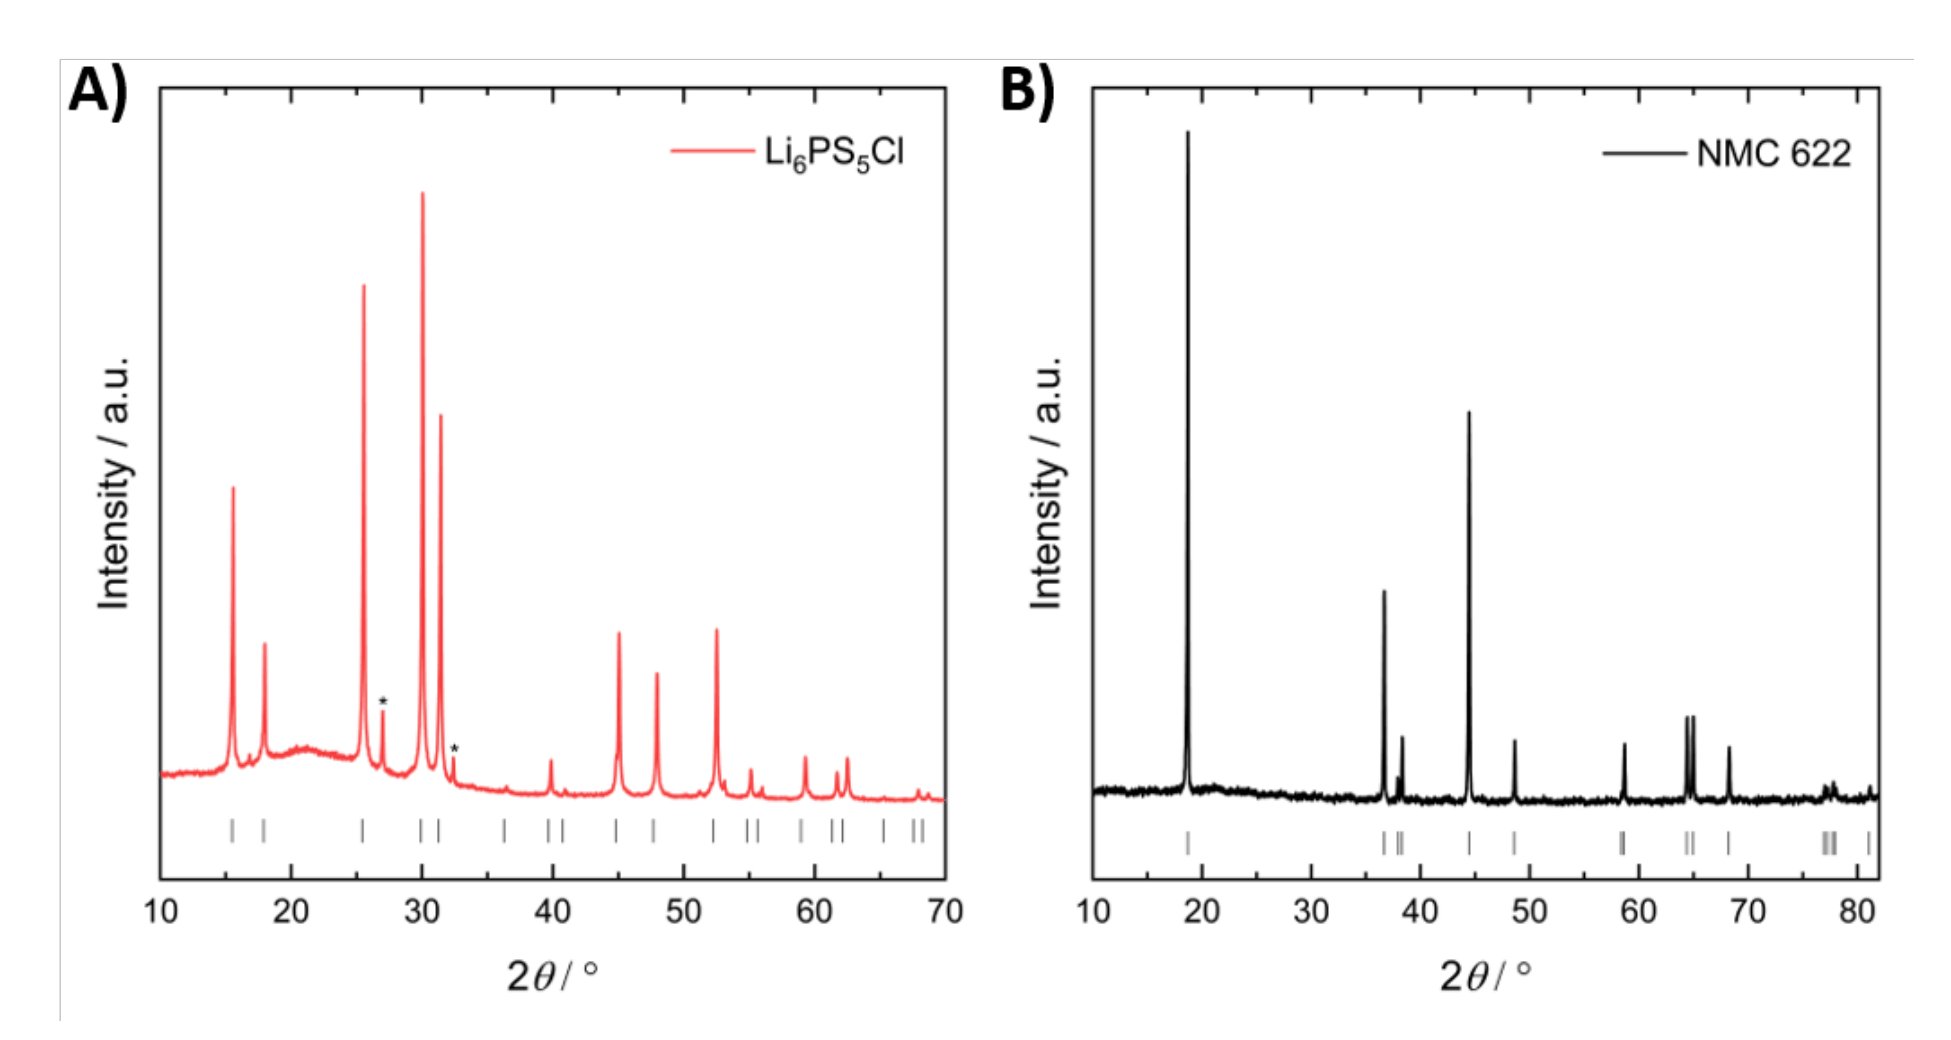 A)
Li₆PS₅Cl
Intensity / a.u.
*
*
10 20 30 40 50 60 70
2θ / °
B)
NMC 622
Intensity / a.u.
10 20 30 40 50 60 70 80
2θ / °